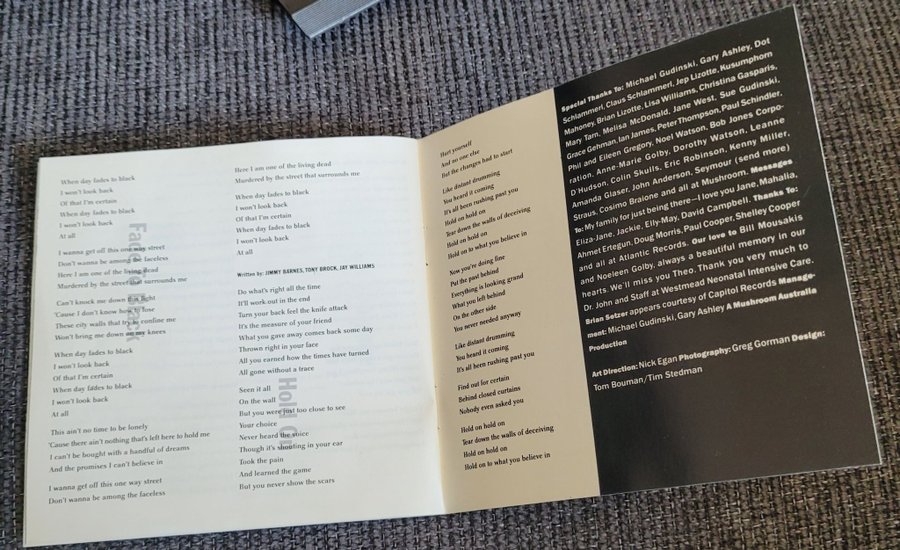 Fade to Black
When day fades to black
I won't look back
Of that I'm certain
When day fades to black
I won't look back
At all
I wanna get off this one way street
Don't wanna be among the faceless
Here I am one of the living dead
Murdered by the street that surrounds me
Can't knock me down this fight
'Cause I don't know how to lose
These city walls that try to confine me
Won't bring me down on my knees
When day fades to black
I won't look back
Of that I'm certain
When day fades to black
I won't look back
At all
This ain't no time to be lonely
'Cause there ain't nothing that's left here to hold me
I can't be bought with a handful of dreams
And the promises I can't believe in
I wanna get off this one way street
Don't wanna be among the faceless
Here I am one of the living dead
Murdered by the street that surrounds me
When day fades to black
I won't look back
Of that I'm certain
When day fades to black
I won't look back
At all
Written by: JIMMY BARNES, TONY BROCK, JAY WILLIAMS
Hold On
Do what's right all the time
It'll work out in the end
Turn your back feel the knife attack
It's the measure of your friend
What you gave away comes back some day
Thrown right in your face
All you earned how the times have turned
All gone without a trace
Seen it all
On the wall
But you were just too close to see
Your choice
Never heard the voice
Though it's shouting in your ear
Took the pain
And learned the game
But you never show the scars
Hurt yourself
And no one else
But the changes had to start
Like distant drumming
You heard it coming
It's all been rushing past you
Hold on hold on
Tear down the walls of deceiving
Hold on hold on
Hold on to what you believe in
Now you're doing fine
Put the past behind
Everything is looking grand
What you left behind
On the other side
You never needed anyway
Like distant drumming
You heard it coming
It's all been rushing past you
Find out for certain
Behind closed curtains
Nobody even asked you
Hold on hold on
Tear down the walls of deceiving
Hold on hold on
Hold on to what you believe in
Special Thanks To: Michael Gudinski, Gary Ashley, Dot
Schlammerl, Claus Schlammerl, Jep Lizotte, Kusumphorn
Mahoney, Brian Lizotte, Lisa Williams, Christina Gasparis,
Mary Tarn, Melisa McDonald, Jane West, Sue Gudinski,
Grace Gehman, Ian James, Peter Thompson, Paul Schindler,
Phil and Eileen Gregory, Noel Watson, Bob Jones Corpo-
ration, Anne-Marie Golby, Dorothy Watson, Leanne
D'Hudson, Colin Skulls, Eric Robinson, Kenny Miller,
Amanda Glaser, John Anderson, Seymour (send more)
Straus, Cosimo Braione and all at Mushroom. Messages
To: My family for just being there—I love you Jane, Mahalia,
Eliza-Jane, Jackie, Elly-May, David Campbell. Thanks To:
Ahmet Ertegun, Doug Morris, Paul Cooper, Shelley Cooper
and all at Atlantic Records. Our love to Bill Mousakis
and Noeleen Golby, always a beautiful memory in our
hearts. We'll miss you Theo. Thank you very much to
Dr. John and Staff at Westmead Neonatal Intensive Care.
Brian Setzer appears courtesy of Capitol Records Manage-
ment: Michael Gudinski, Gary Ashley A Mushroom Australia
Production
Art Direction: Nick Egan Photography: Greg Gorman Design:
Tom Bouman/Tim Stedman